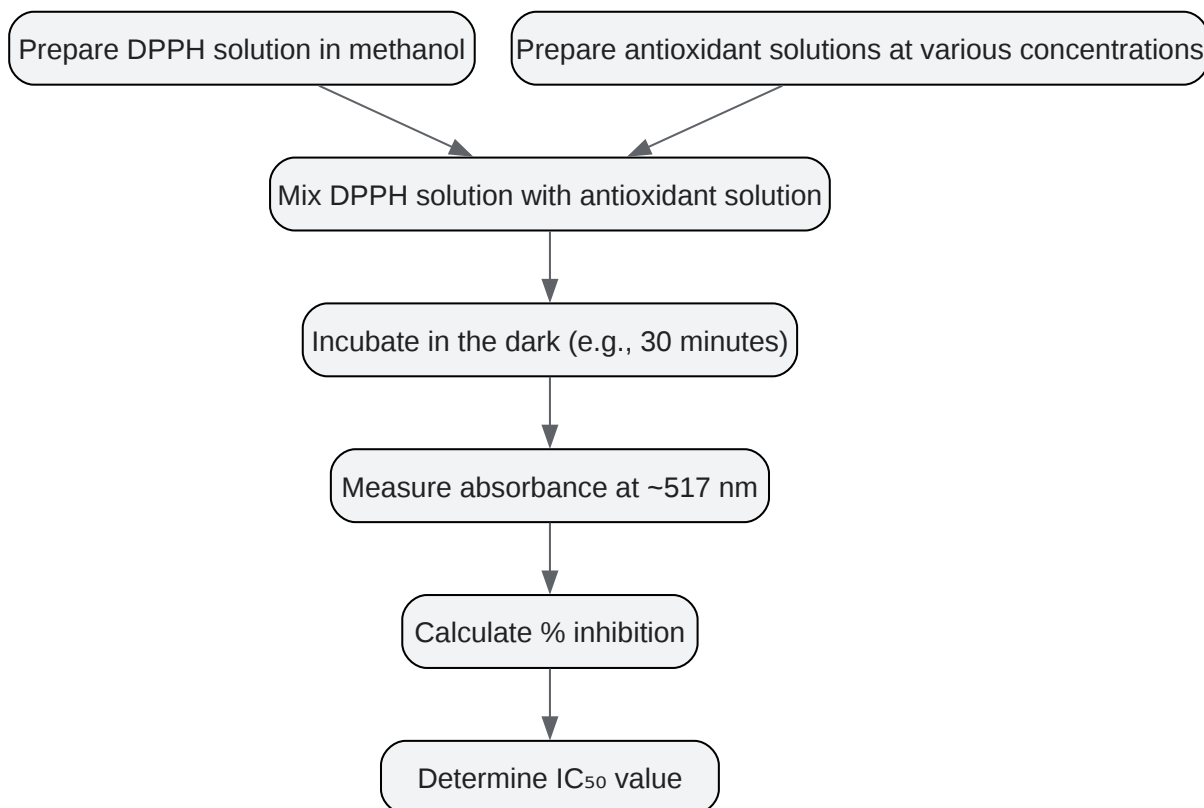 Prepare DPPH solution in methanol
Prepare antioxidant solutions at various concentrations
Mix DPPH solution with antioxidant solution
Incubate in the dark (e.g., 30 minutes)
Measure absorbance at ~517 nm
Calculate % inhibition
Determine IC₅₀ value